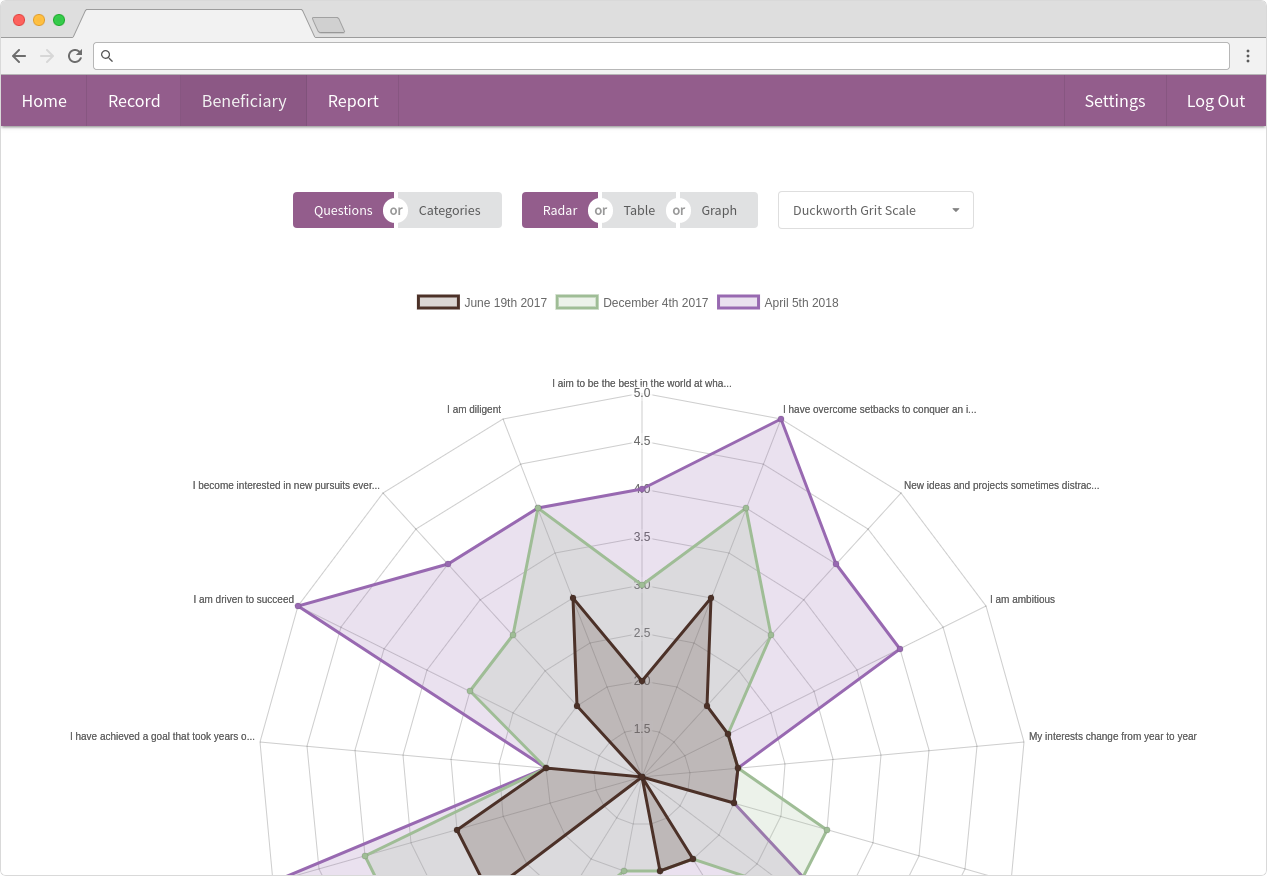 Home Record Beneficiary Report Settings Log Out
Questions or Categories Radar or Table or Graph Duckworth Grit Scale
June 19th 2017 December 4th 2017 April 5th 2018
I aim to be the best in the world at wha...
5.0
I am diligent
I have overcome setbacks to conquer an i...
4.5
I become interested in new pursuits ever...
4.0
New ideas and projects sometimes distrac...
3.5
3.0
I am driven to succeed
I am ambitious
2.5
2.0
1.5
I have achieved a goal that took years o...
My interests change from year to year